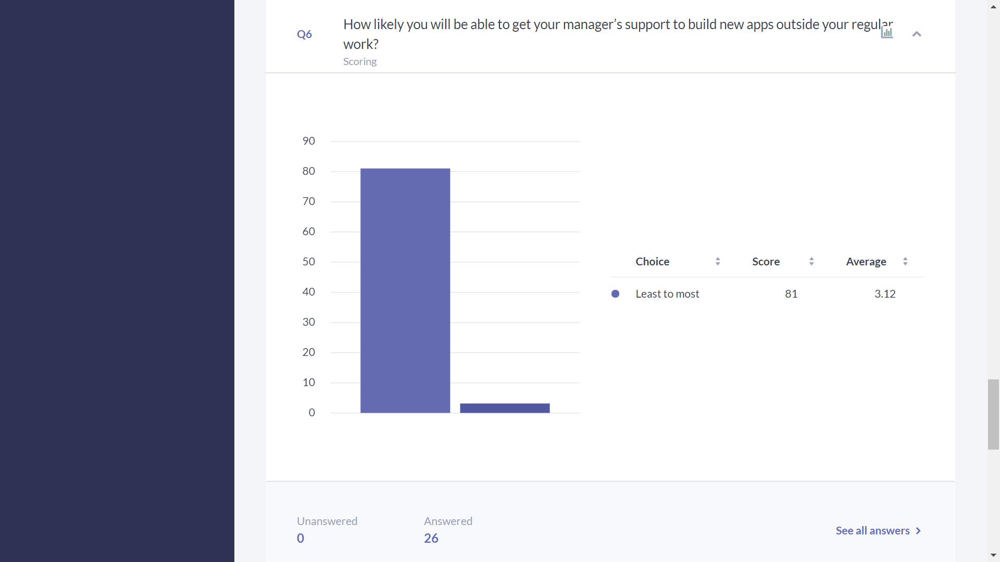 Q6
How likely you will be able to get your manager’s support to build new apps outside your regular
work?
Scoring
90
80
70
60
50
40
30
20
10
0
Choice Score Average
Least to most 81 3.12
Unanswered Answered
0 26
See all answers